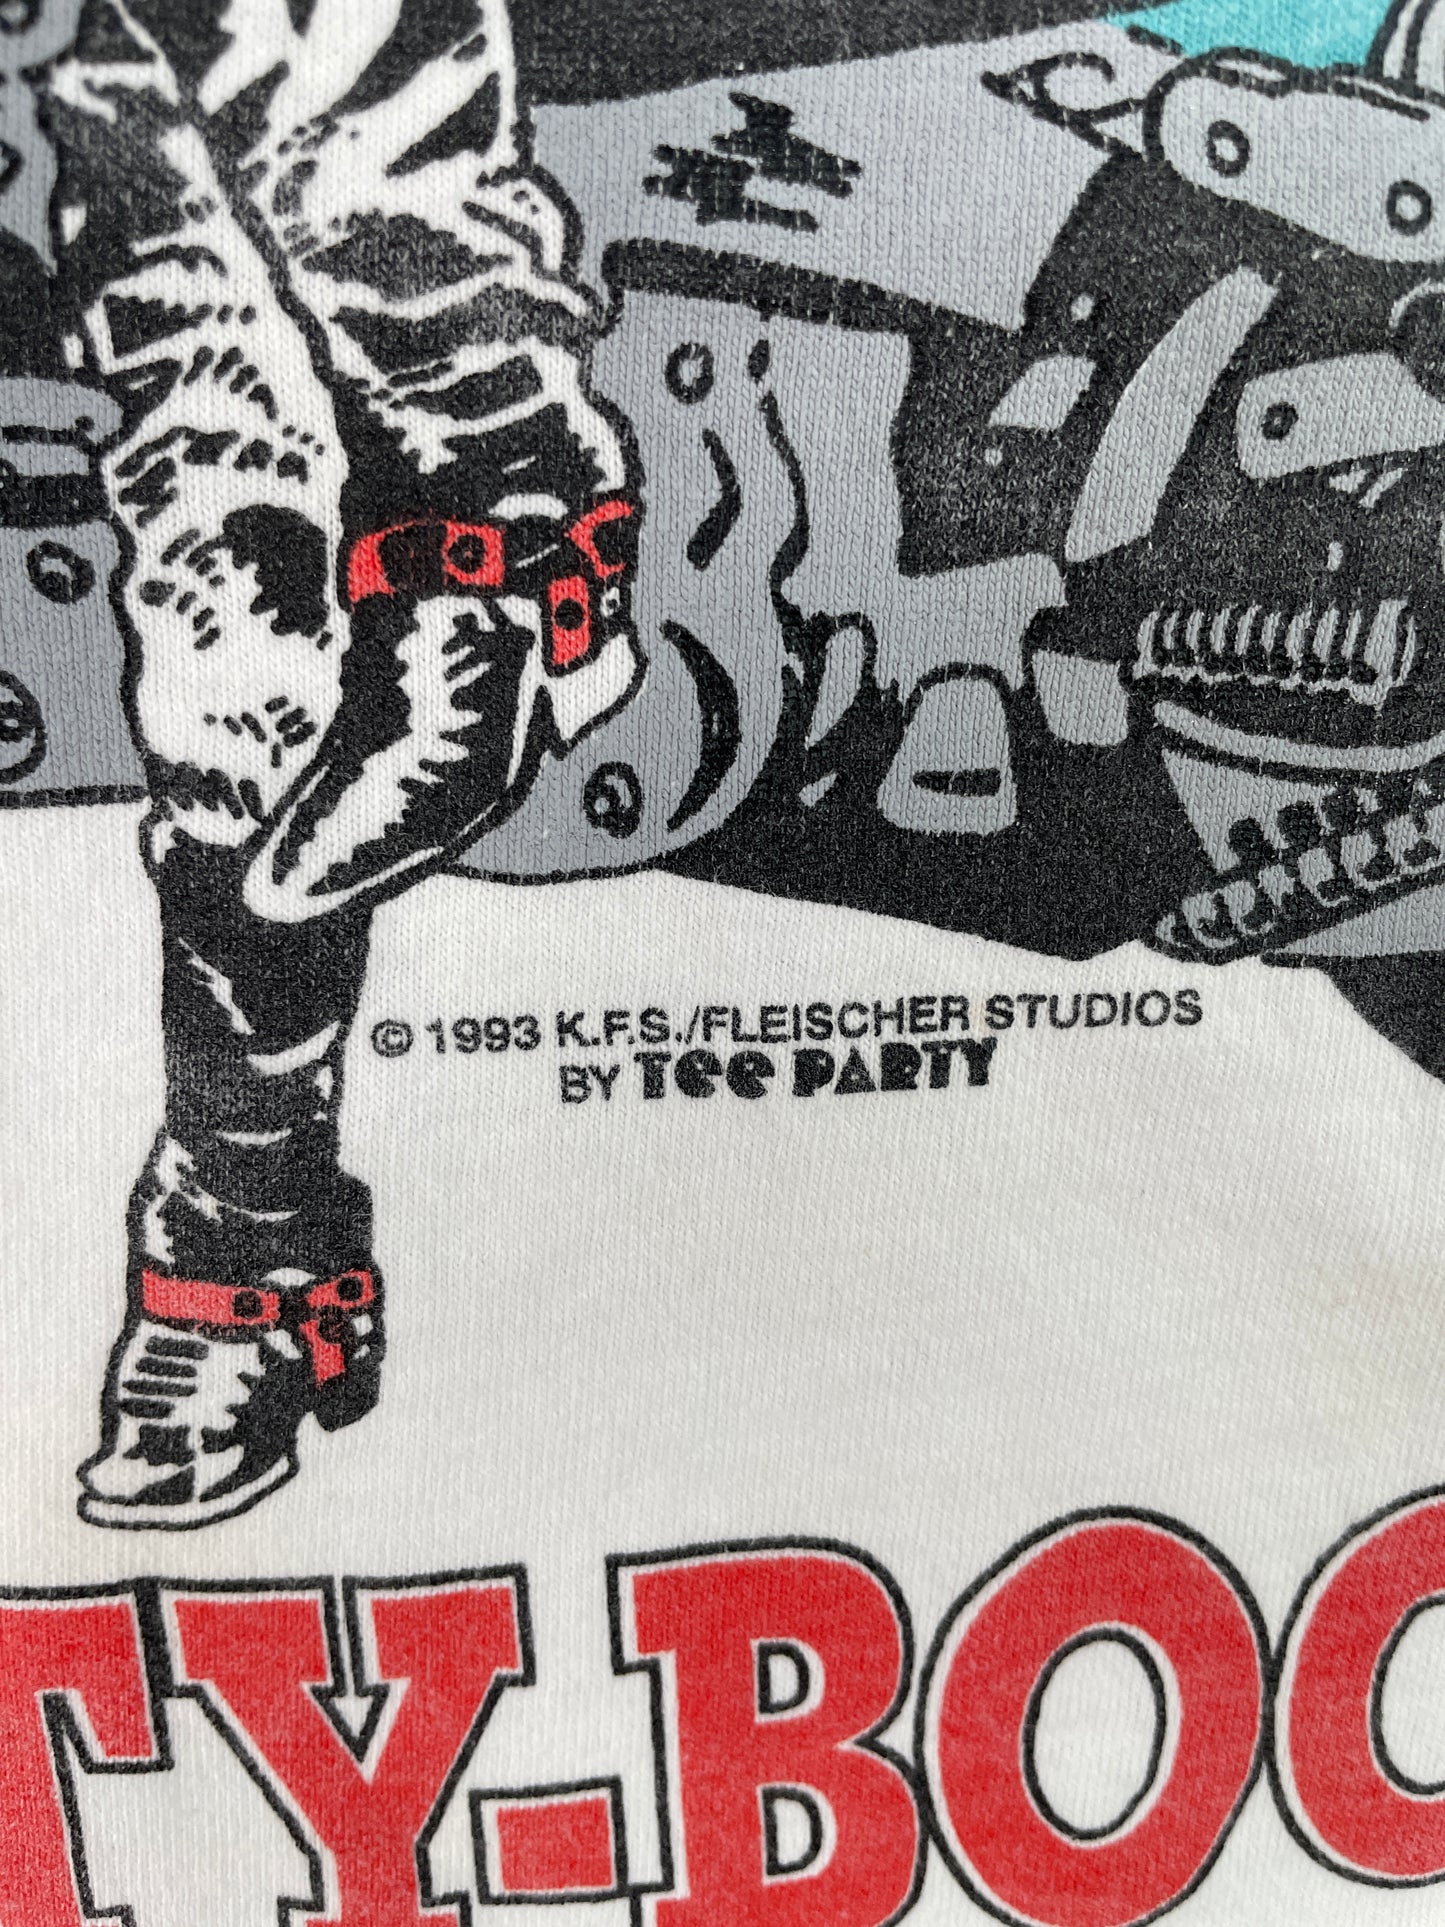 © 1993 K.F.S./FLEISCHER STUDIOS
BY TEE PARTY
TY-BOO